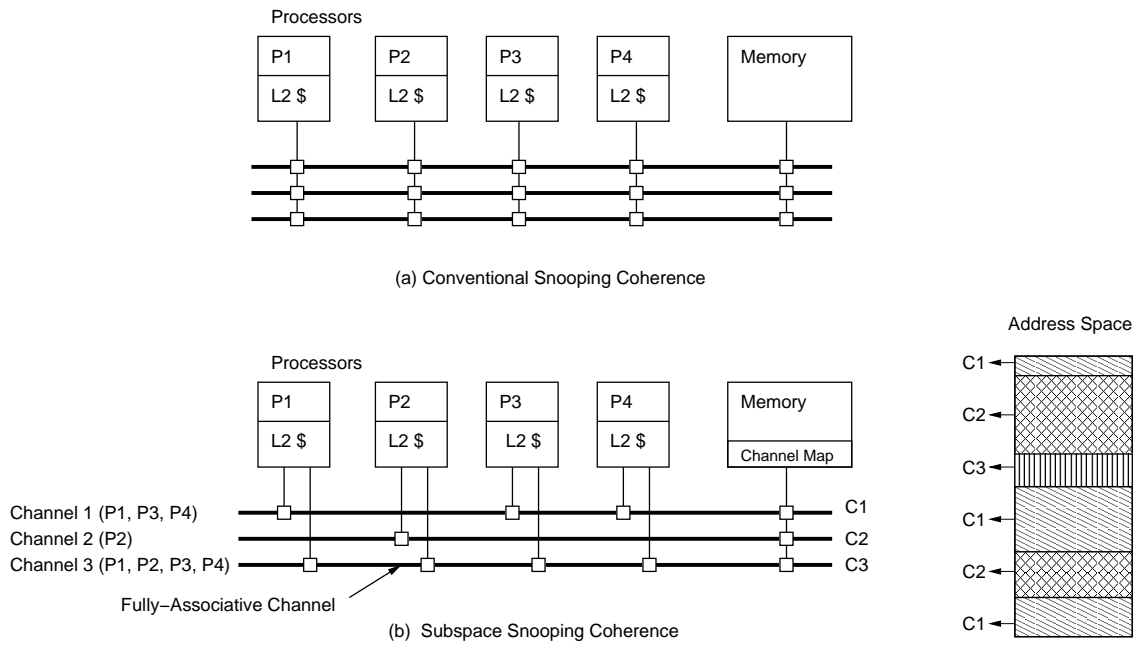 Processors
P1
P2
P3
P4
Memory
L2 $
L2 $
L2 $
L2 $
(a) Conventional Snooping Coherence
Address Space
Processors
P1
P2
P3
P4
Memory
L2 $
L2 $
L2 $
L2 $
Channel Map
Channel 1 (P1, P3, P4)
C1
Channel 2 (P2)
C2
Channel 3 (P1, P2, P3, P4)
C3
Fully−Associative Channel
(b) Subspace Snooping Coherence
C1
C2
C3
C1
C2
C1